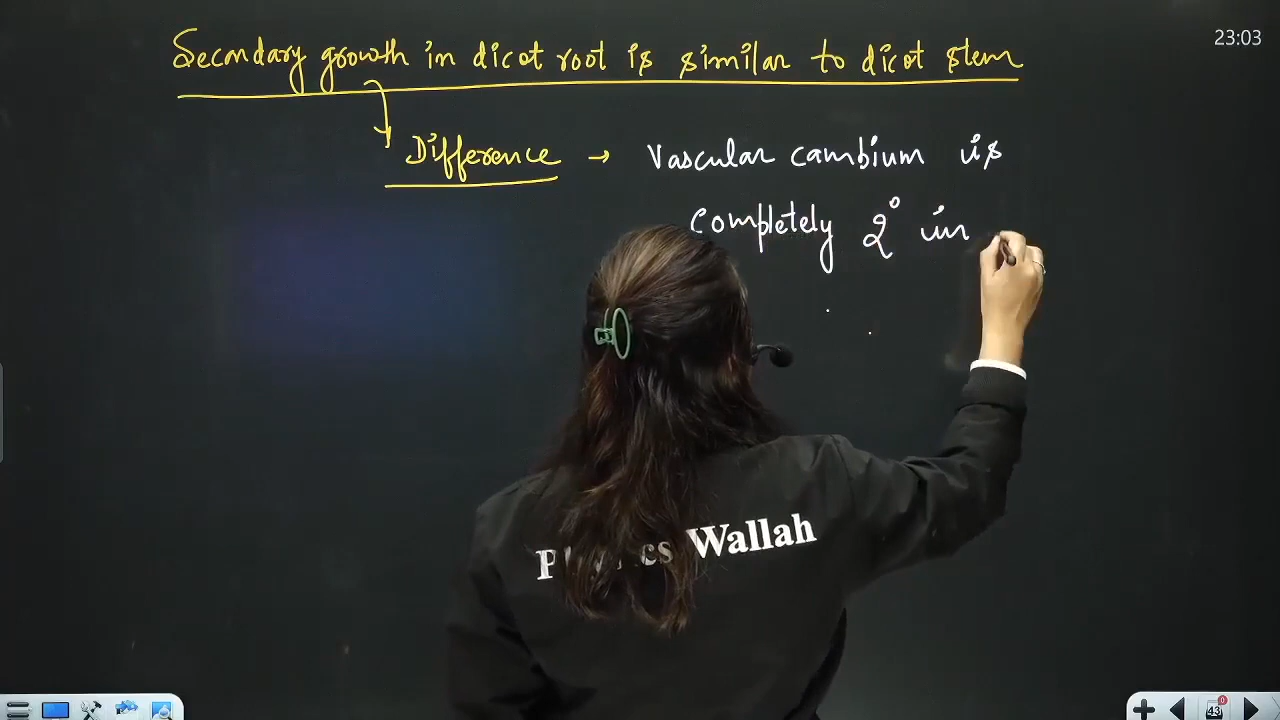 23:03
Secondary growth in dicot root is similar to dicot stem
Difference → Vascular cambium is
completely 2° in
Wallah
43